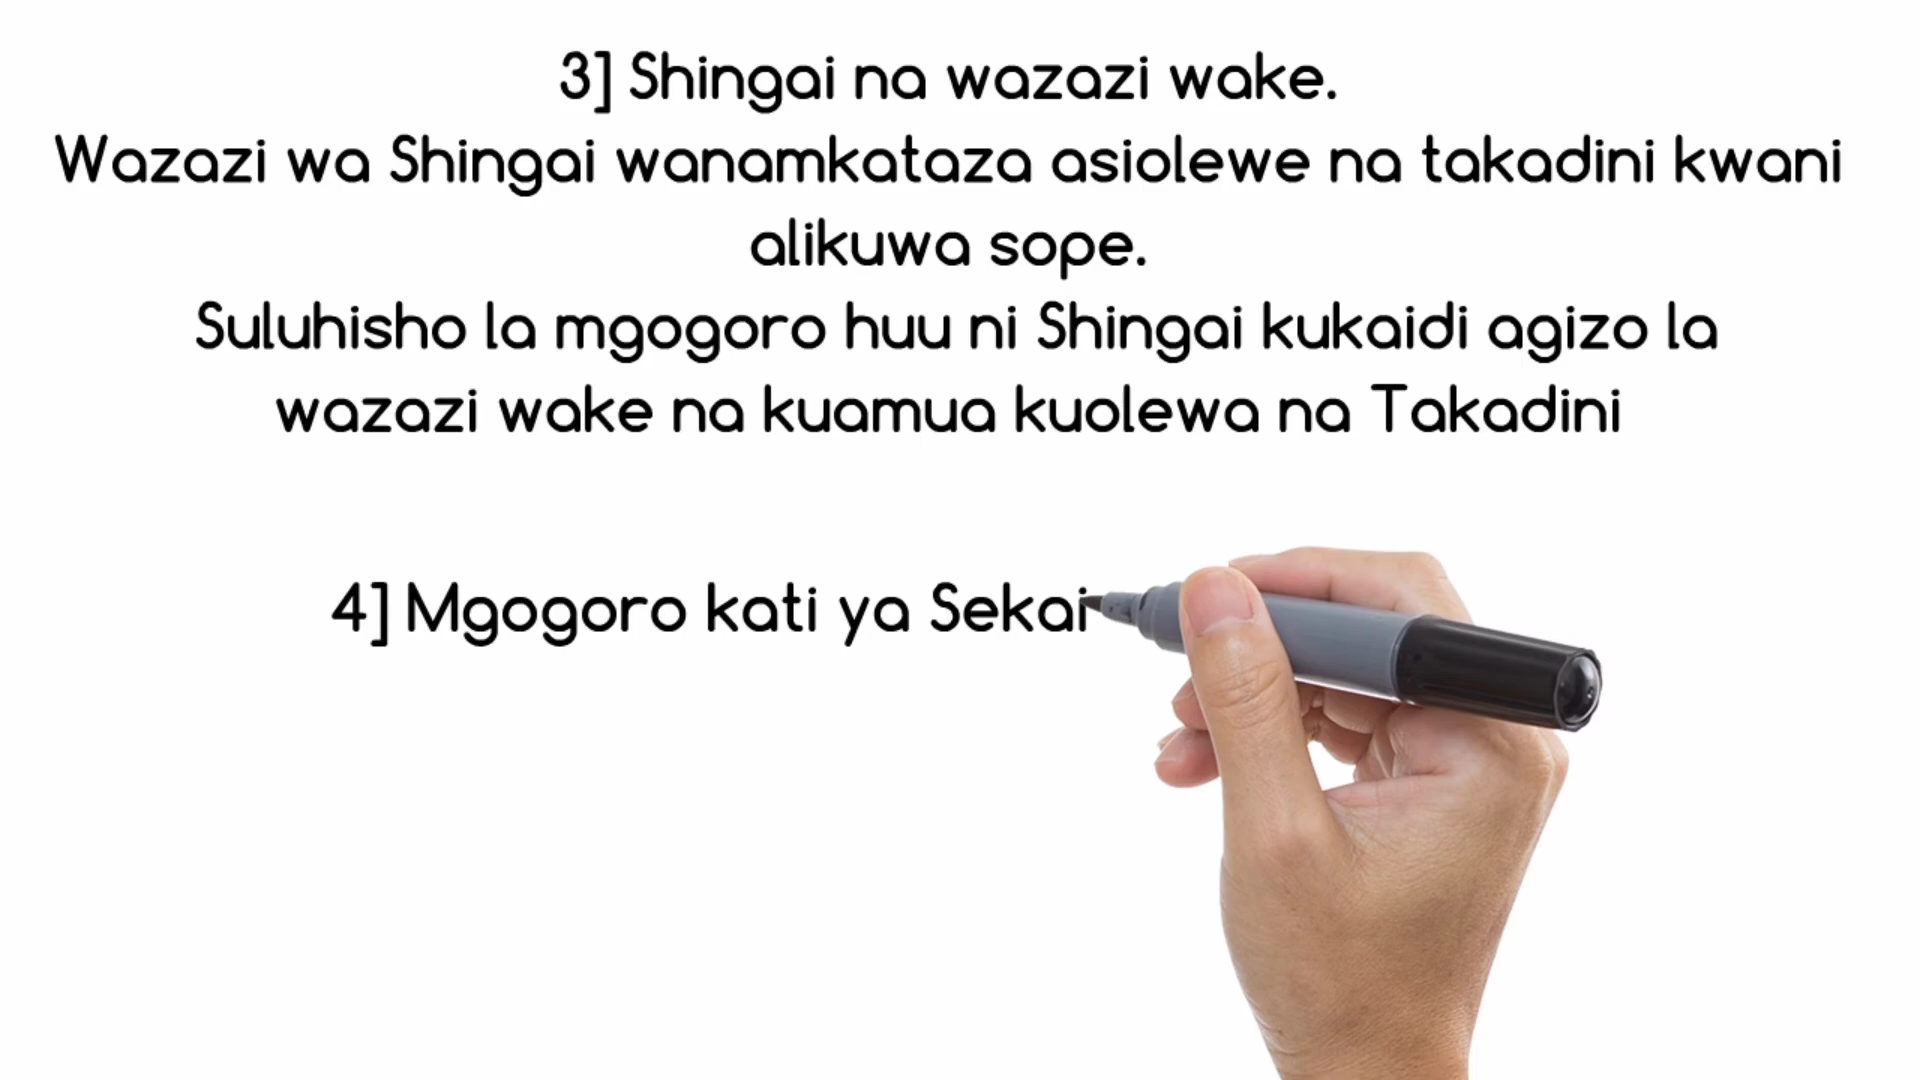 3] Shingai na wazazi wake.
Wazazi wa Shingai wanamkataza asiolewe na takadini kwani
alikuwa sope.
Suluhisho la mgogoro huu ni Shingai kukaidi agizo la
wazazi wake na kuamua kuolewa na Takadini
4] Mgogoro kati ya Sekai